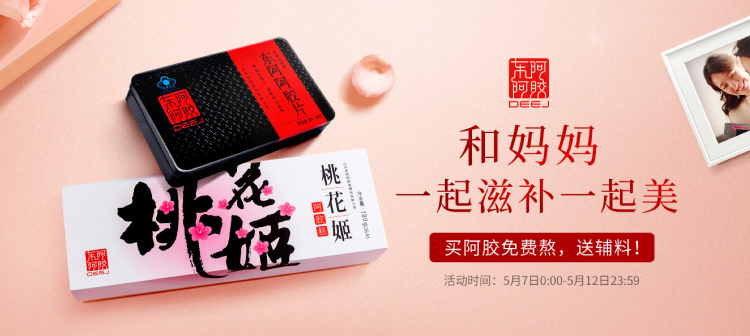 东阿
阿胶
DEEJ
东阿阿胶片
东阿
阿胶
DEEJ
桃花姬
桃花姬
阿胶糕
东阿
阿胶
DEEJ
和妈妈
一起滋补一起美
买阿胶免费熬，送辅料！
活动时间：5月7日0:00-5月12日23:59